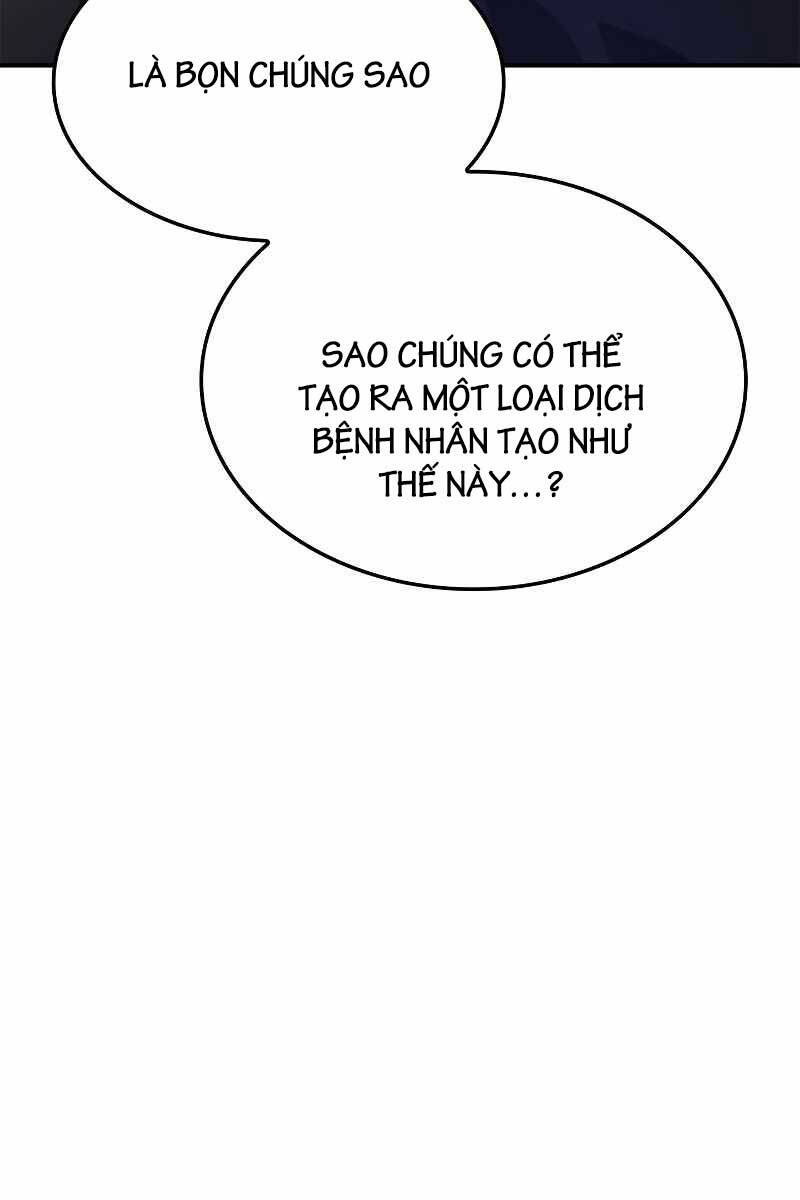 LÀ BỌN CHÚNG SAO
SAO CHÚNG CÓ THỂ
TẠO RA MỘT LOẠI DỊCH
BỆNH NHÂN TẠO NHƯ
THẾ NÀY...?